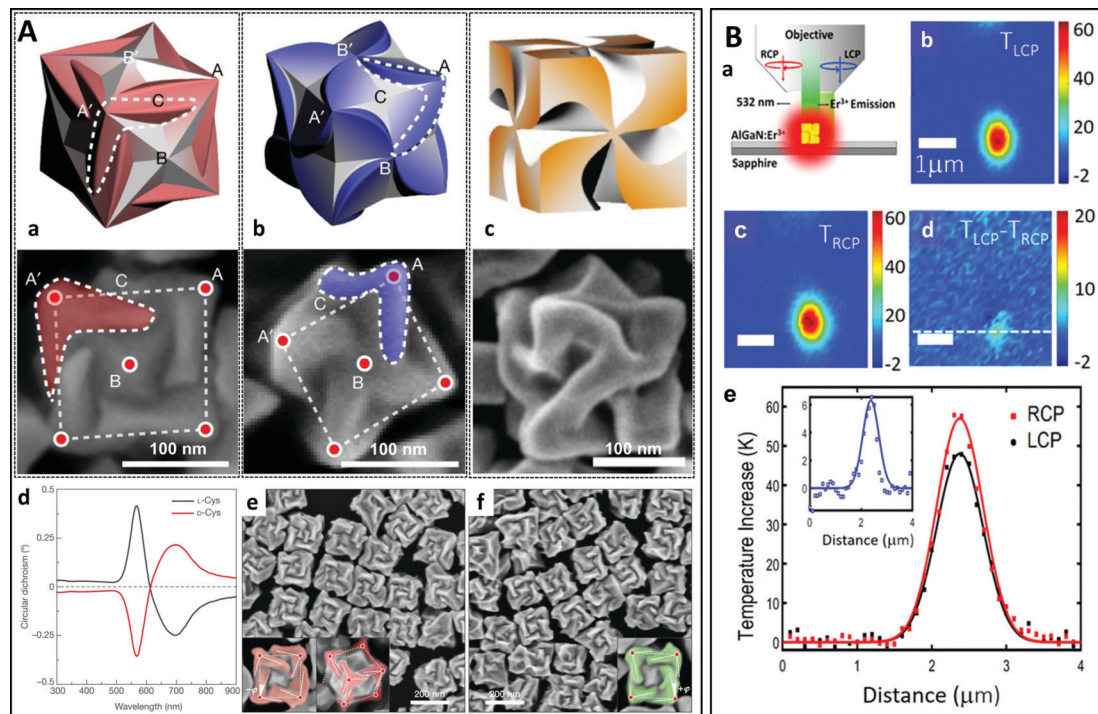 A
B′
A
A′
C
B
a
B′
A
C
A′
B
b
c
A′
C
A
B
100 nm
a
A
C
A′
B
100 nm
b
c
100 nm
d
L-Cys
D-Cys
Circular dichroism (°)
0.5
0.25
0
−0.25
−0.5
300 400 500 600 700 800 900
Wavelength (nm)
e
−φ
200 nm
f
200 nm
+φ
B
a
Objective
RCP
LCP
532 nm
Er³⁺ Emission
AlGaN:Er³⁺
Sapphire
b
T_LCP
1μm
60
40
20
-2
c
T_RCP
60
40
20
-2
d
T_LCP-T_RCP
20
10
-2
e
RCP
LCP
Temperature Increase (K)
60
50
40
30
20
10
0
0 1 2 3 4
Distance (μm)
6
4
2
0
0 2 4
Distance (μm)